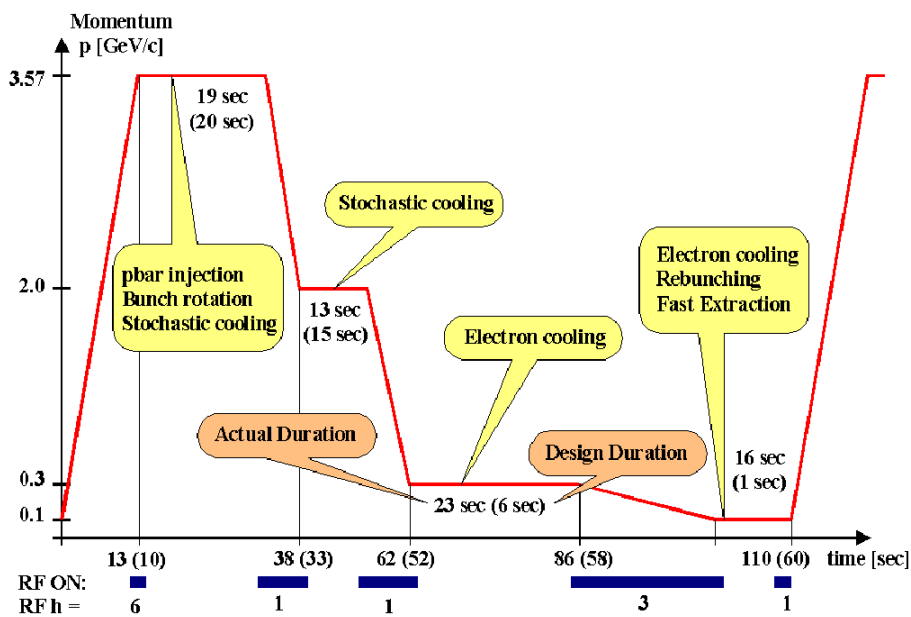 Momentum
p [GeV/c]
3.57
19 sec
(20 sec)
Stochastic cooling
pbar injection
Bunch rotation
Stochastic cooling
Electron cooling
Rebunching
Fast Extraction
2.0
13 sec
(15 sec)
Electron cooling
Actual Duration
Design Duration
16 sec
(1 sec)
0.3
23 sec (6 sec)
0.1
13 (10) 38 (33) 62 (52) 86 (58) 110 (60) time [sec]
RF ON:
RF h = 6 1 1 3 1